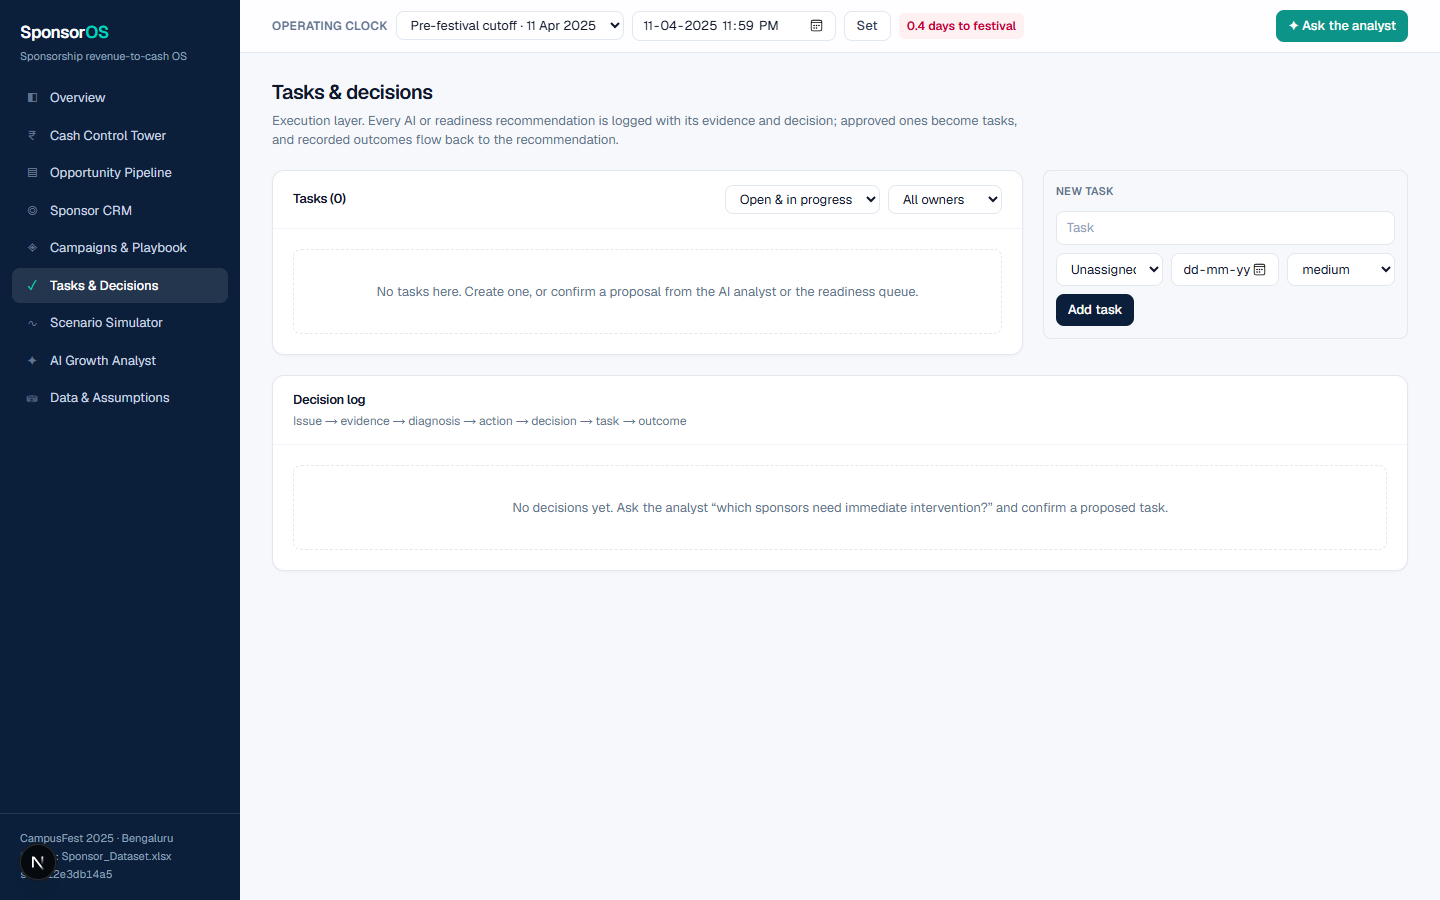 SponsorOS
Sponsorship revenue-to-cash OS
Overview
Cash Control Tower
Opportunity Pipeline
Sponsor CRM
Campaigns & Playbook
Tasks & Decisions
Scenario Simulator
AI Growth Analyst
Data & Assumptions
CampusFest 2025 · Bengaluru
: Sponsor_Dataset.xlsx
2e3db14a5
OPERATING CLOCK
Pre-festival cutoff · 11 Apr 2025
11-04-2025 11:59 PM
Set
0.4 days to festival
✦ Ask the analyst
Tasks & decisions
Execution layer. Every AI or readiness recommendation is logged with its evidence and decision; approved ones become tasks,
and recorded outcomes flow back to the recommendation.
Tasks (0)
Open & in progress
All owners
No tasks here. Create one, or confirm a proposal from the AI analyst or the readiness queue.
NEW TASK
Task
Unassigned
dd-mm-yy
medium
Add task
Decision log
Issue → evidence → diagnosis → action → decision → task → outcome
No decisions yet. Ask the analyst “which sponsors need immediate intervention?” and confirm a proposed task.